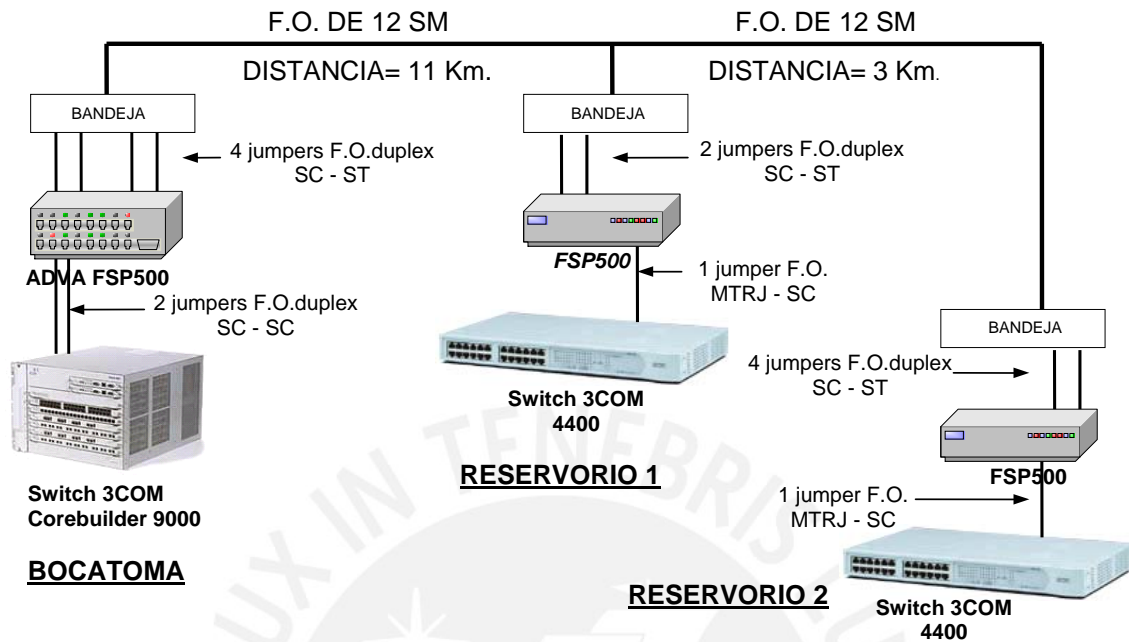 F.O. DE 12 SM
F.O. DE 12 SM
DISTANCIA= 11 Km.
DISTANCIA= 3 Km.
BANDEJA
4 jumpers F.O.duplex
SC - ST
ADVA FSP500
2 jumpers F.O.duplex
SC - SC
Switch 3COM
Corebuilder 9000
BOCATOMA
BANDEJA
2 jumpers F.O.duplex
SC - ST
FSP500
1 jumper F.O.
MTRJ - SC
Switch 3COM
4400
RESERVORIO 1
BANDEJA
4 jumpers F.O.duplex
SC - ST
FSP500
1 jumper F.O.
MTRJ - SC
RESERVORIO 2
Switch 3COM
4400
UX IN TENEBRIS